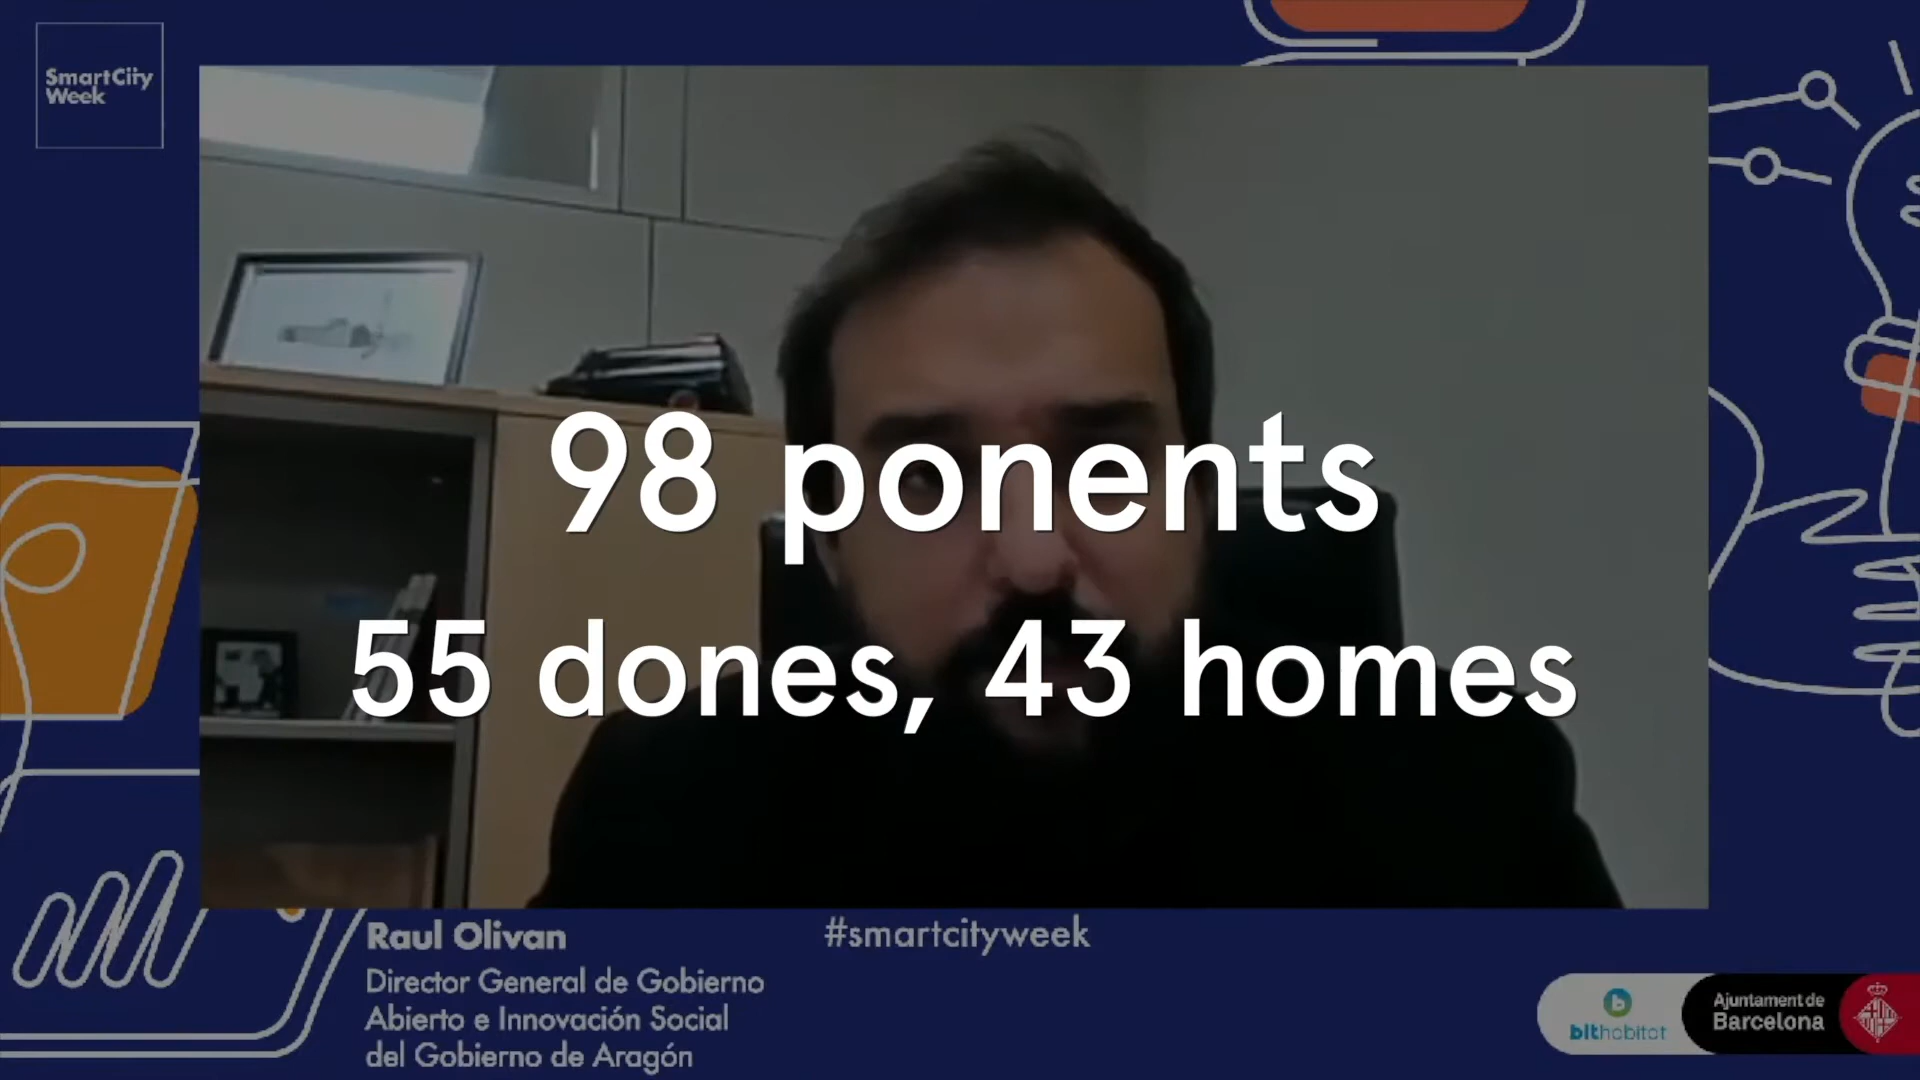 SmartCity
Week
98 ponents
55 dones, 43 homes
Raul Olivan
Director General de Gobierno
Abierto e Innovación Social
del Gobierno de Aragón
#smartcityweek
bithabitat
Ajuntament de
Barcelona